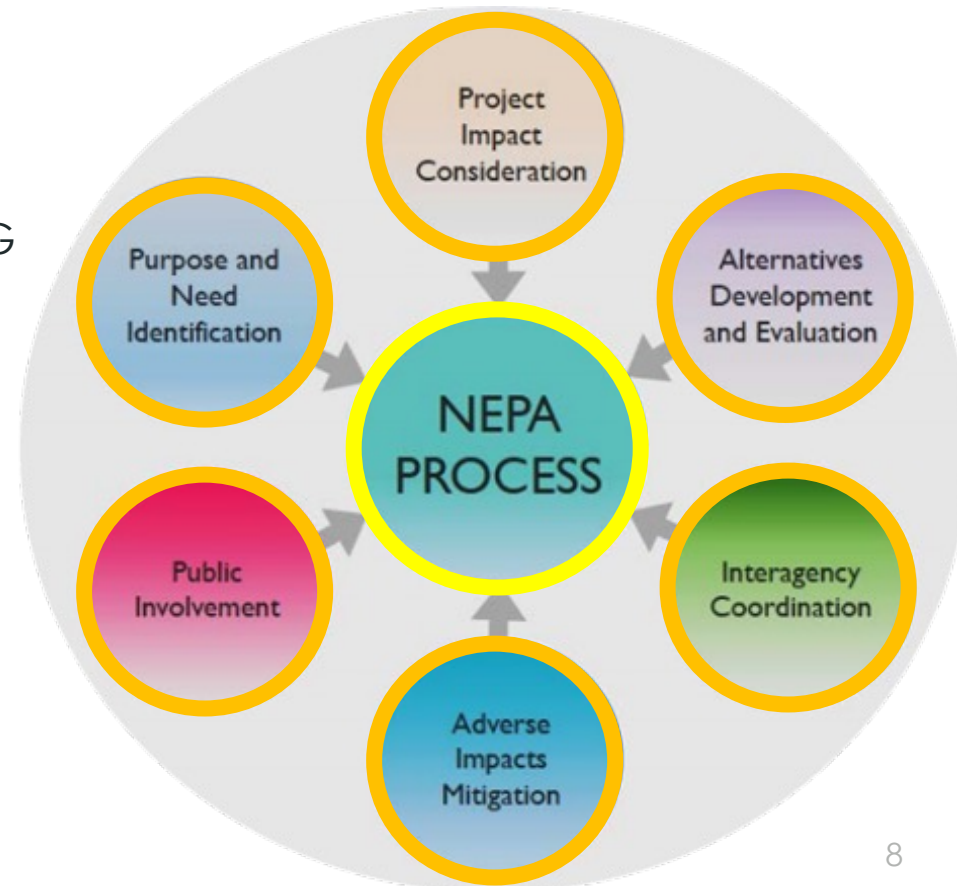 G
Project
Impact
Consideration
Purpose and
Need
Identification
Alternatives
Development
and Evaluation
NEPA
PROCESS
Public
Involvement
Interagency
Coordination
Adverse
Impacts
Mitigation
8